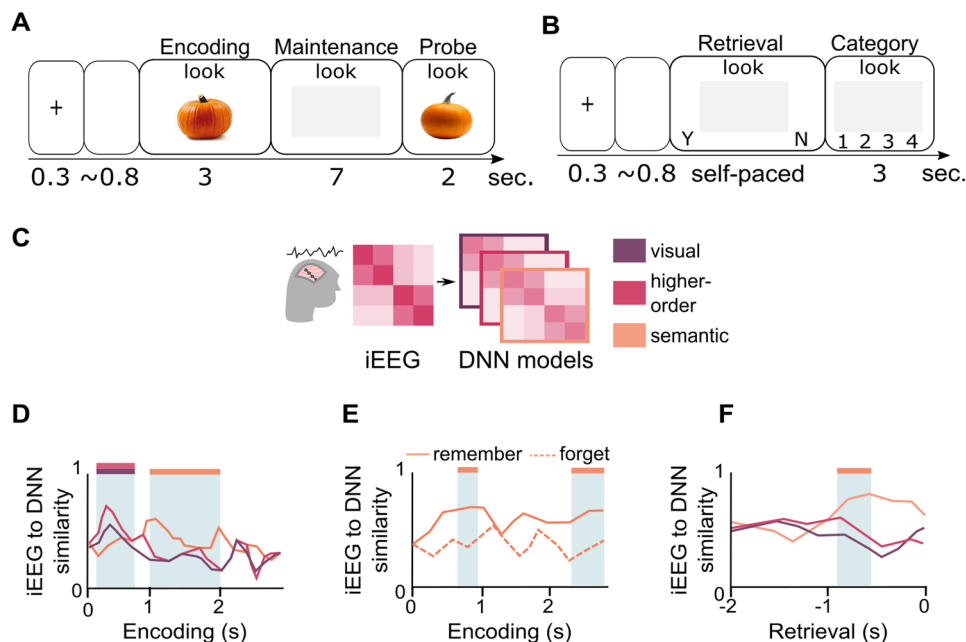 A
Encoding Maintenance Probe
look look look
+
0.3 ~0.8 3 7 2 sec.
B
Retrieval Category
look look
+
Y N 1 2 3 4
0.3 ~0.8 self-paced 3 sec.
C
visual
higher-
order
semantic
iEEG DNN models
D
iEEG to DNN
similarity
1
0
0 1 2
Encoding (s)
E
remember forget
iEEG to DNN
similarity
1
0
0 1 2
Encoding (s)
F
iEEG to DNN
similarity
1
0
-2 -1 0
Retrieval (s)